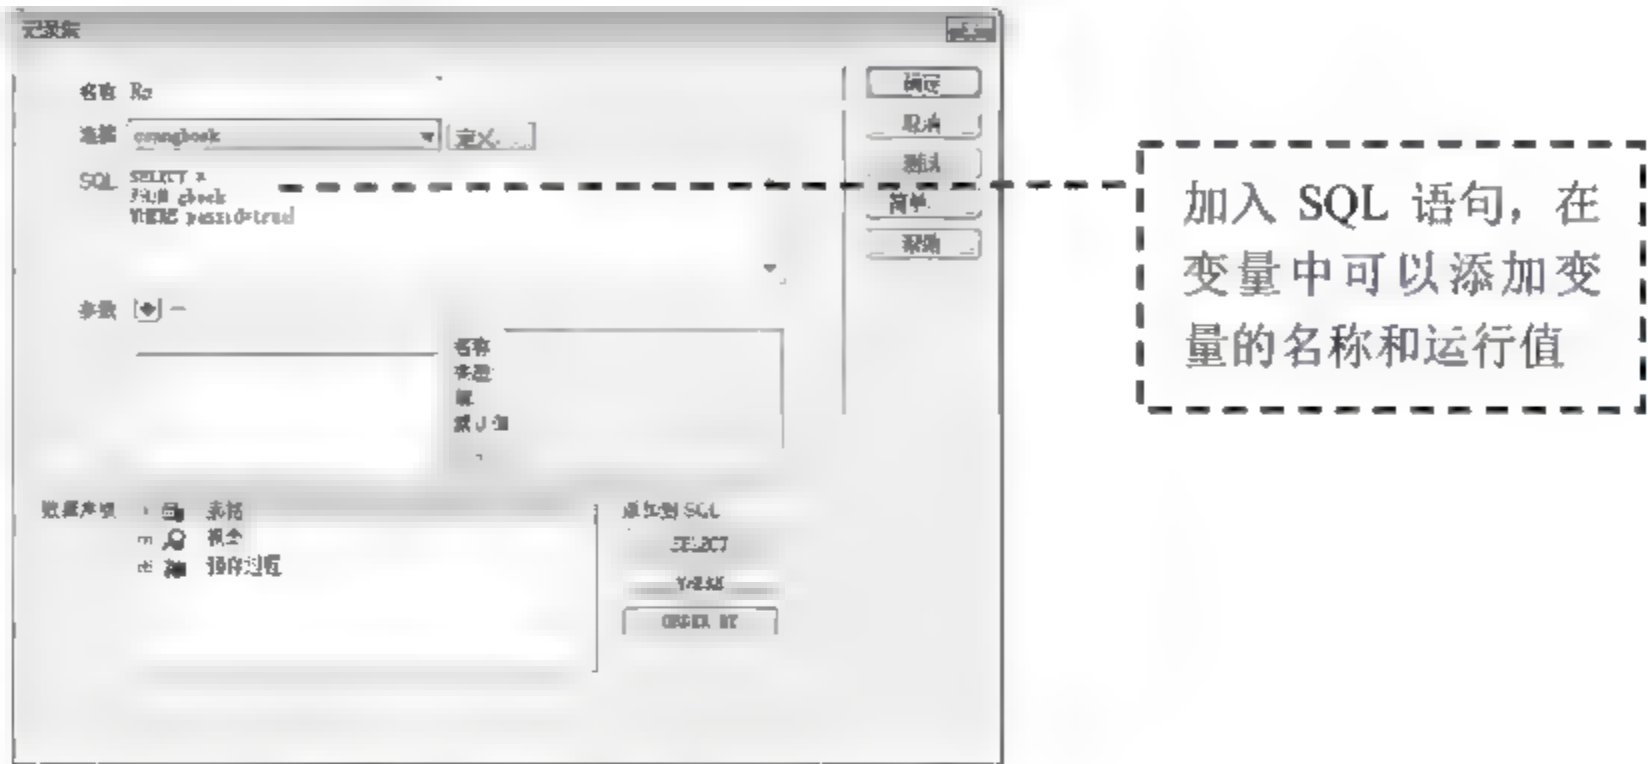 记录集
名称 Rs
确定
连接 定义...
取消
SQL SELECT *
测试
FROM gbook
简单...
WHERE passid=true
帮助
参数
名称
类型
值
默认值
数据库项 表格
视图
预存过程
添加到 SQL
SELECT
WHERE
ORDER BY
加入 SQL 语句，在
变量中可以添加变
量的名称和运行值